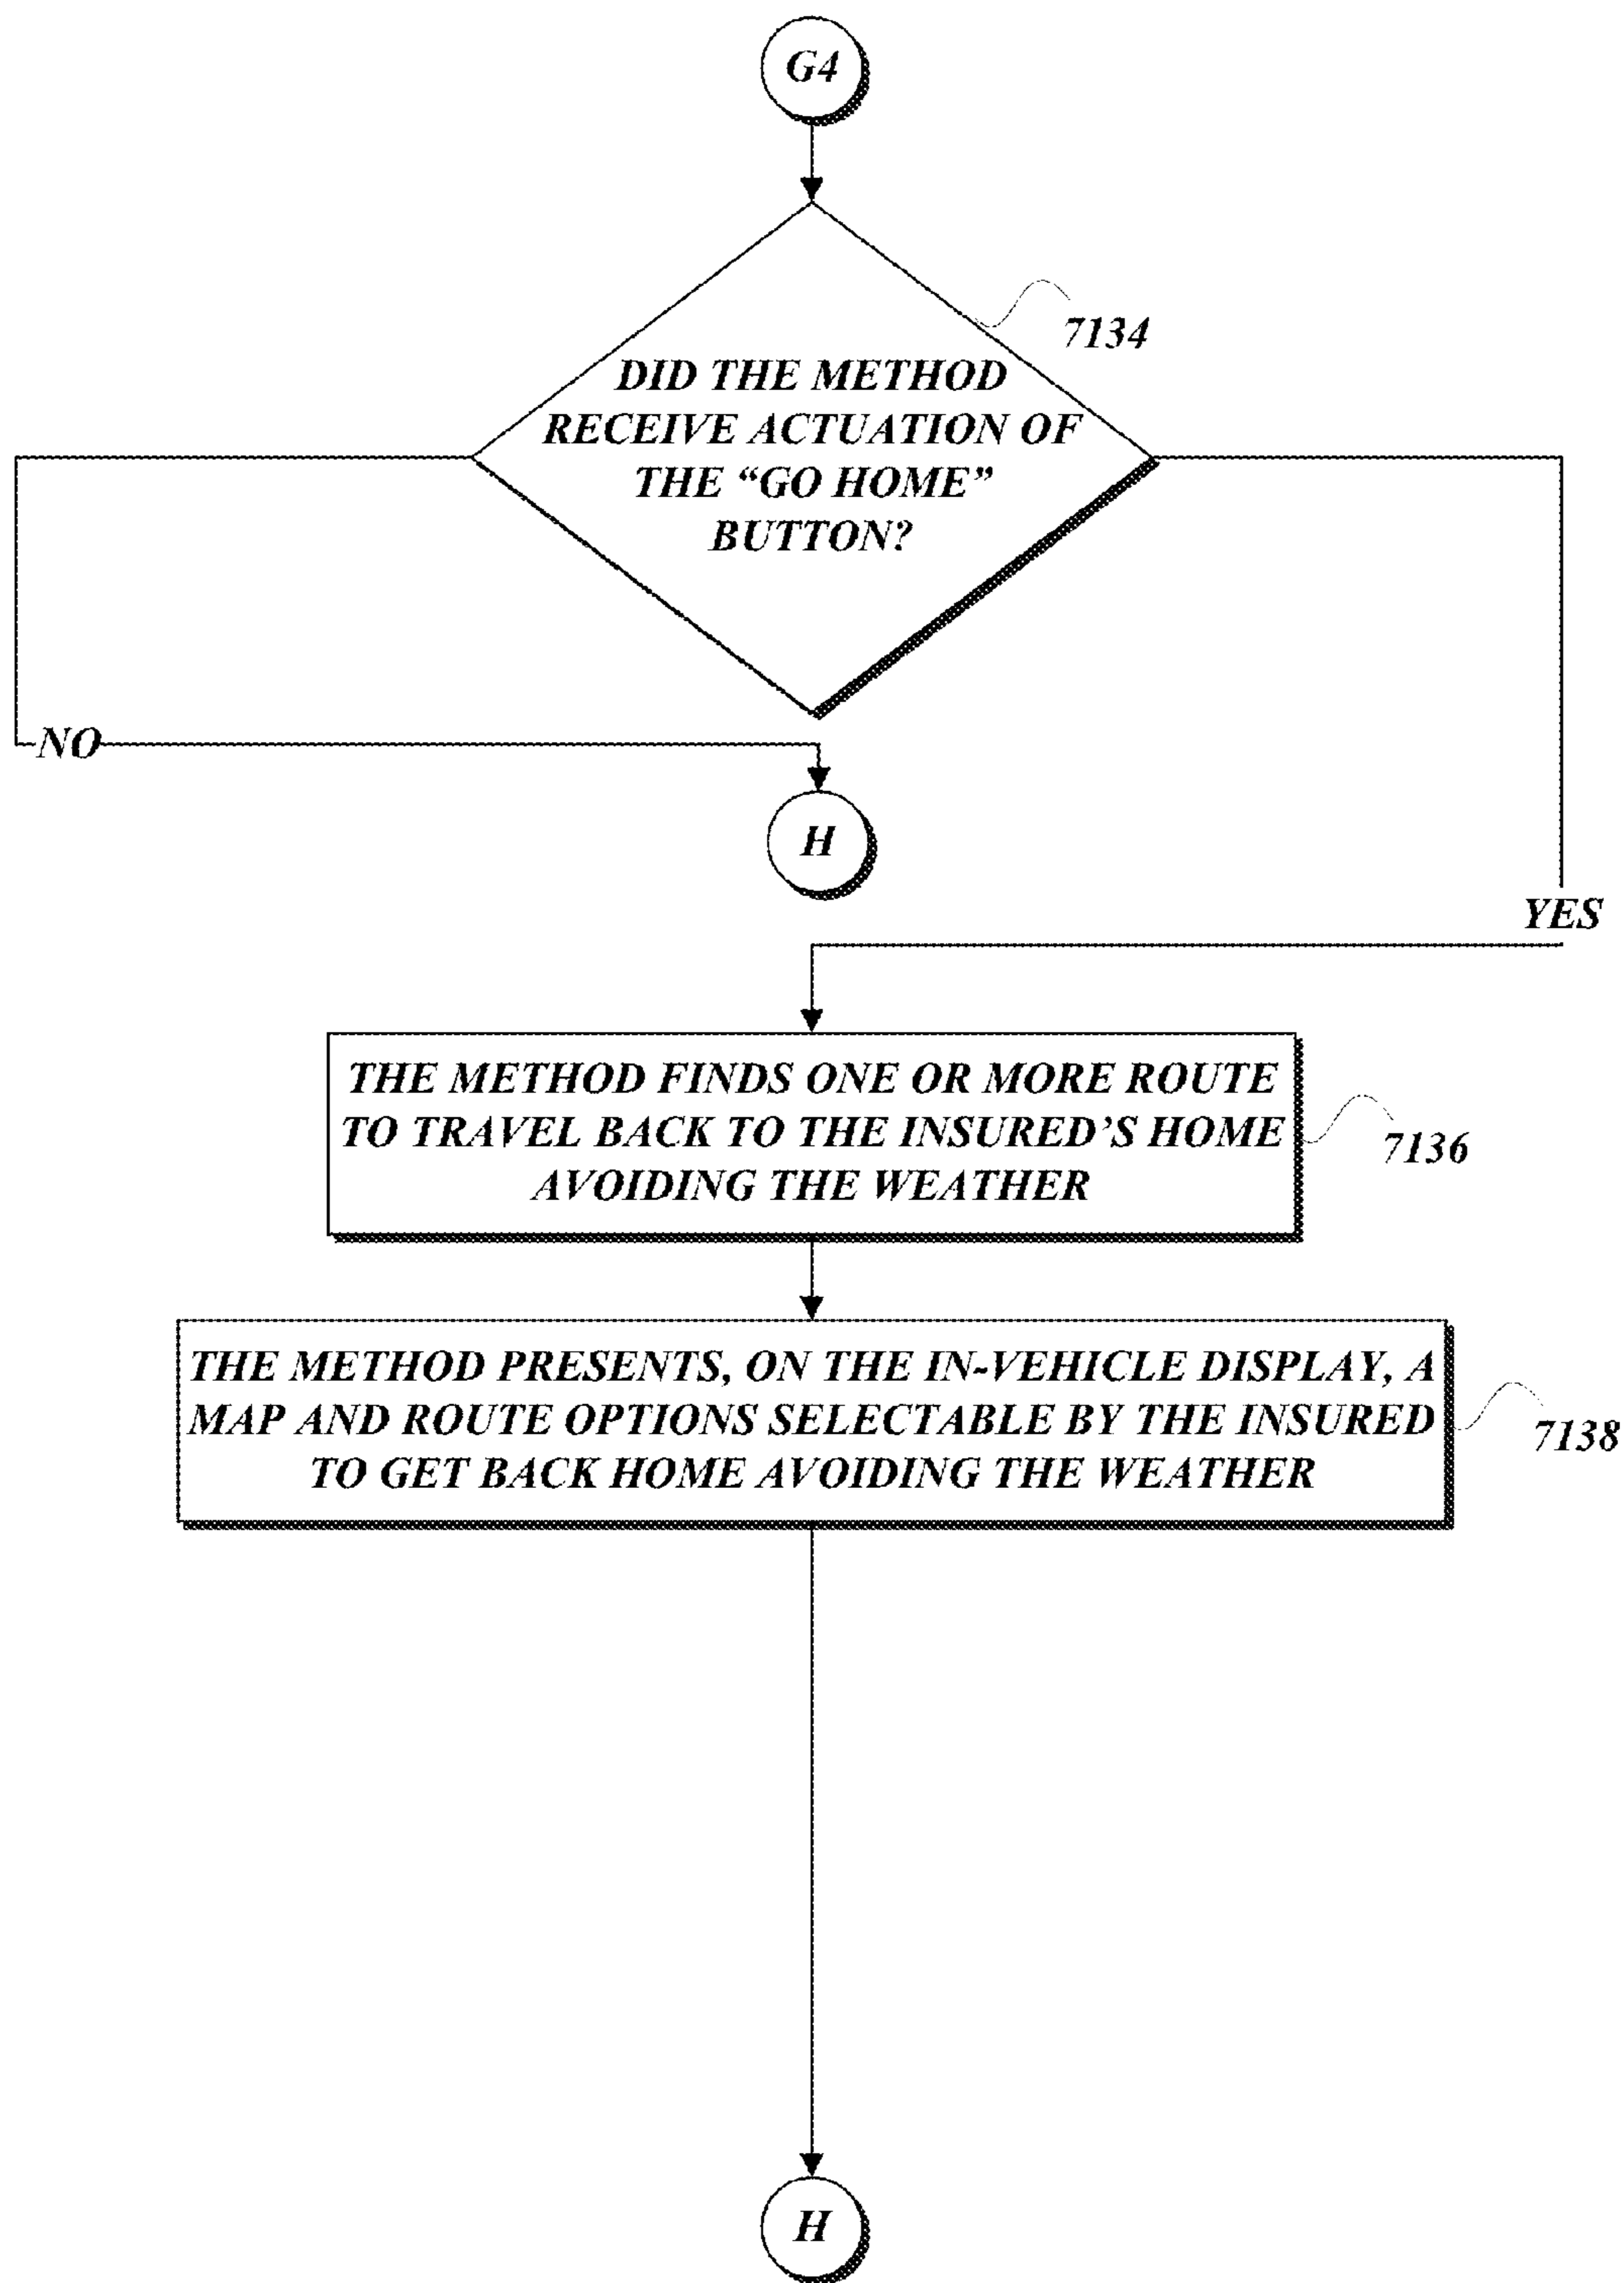 G4
7134
DID THE METHOD
RECEIVE ACTUATION OF
THE “GO HOME”
BUTTON?
NO
H
YES
THE METHOD FINDS ONE OR MORE ROUTE
TO TRAVEL BACK TO THE INSURED’S HOME
AVOIDING THE WEATHER
7136
THE METHOD PRESENTS, ON THE IN-VEHICLE DISPLAY, A
MAP AND ROUTE OPTIONS SELECTABLE BY THE INSURED
TO GET BACK HOME AVOIDING THE WEATHER
7138
H